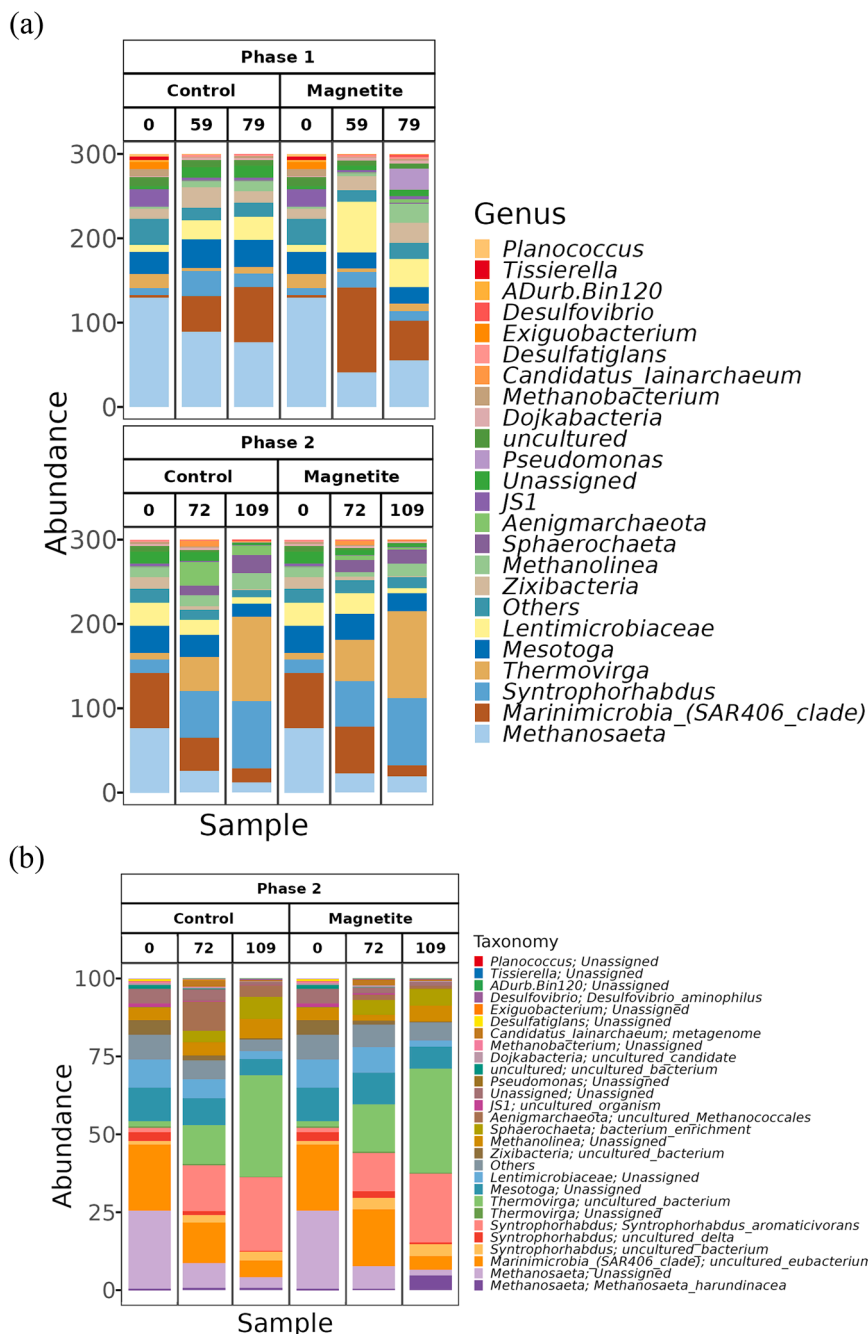 (a)
Phase 1
Control Magnetite
0 59 79 0 59 79
300
200
100
0
Phase 2
Control Magnetite
0 72 109 0 72 109
300
200
100
0
Abundance
Sample
Genus
Planococcus
Tissierella
ADurb.Bin120
Desulfovibrio
Exiguobacterium
Desulfatiglans
Candidatus_Iainarchaeum
Methanobacterium
Dojkabacteria
uncultured
Pseudomonas
Unassigned
JS1
Aenigmarchaeota
Sphaerochaeta
Methanolinea
Zixibacteria
Others
Lentimicrobiaceae
Mesotoga
Thermovirga
Syntrophorhabdus
Marinimicrobia_(SAR406_clade)
Methanosaeta
(b)
Phase 2
Control Magnetite
0 72 109 0 72 109
100
75
50
25
0
Abundance
Sample
Taxonomy
Planococcus; Unassigned
Tissierella; Unassigned
ADurb.Bin120; Unassigned
Desulfovibrio; Desulfovibrio_aminophilus
Exiguobacterium; Unassigned
Desulfatiglans; Unassigned
Candidatus_Iainarchaeum; metagenome
Methanobacterium; Unassigned
Dojkabacteria; uncultured_candidate
uncultured; uncultured_bacterium
Pseudomonas; Unassigned
Unassigned; Unassigned
JS1; uncultured_organism
Aenigmarchaeota; uncultured_Methanococcales
Sphaerochaeta; bacterium_enrichment
Methanolinea; Unassigned
Zixibacteria; uncultured_bacterium
Others
Lentimicrobiaceae; Unassigned
Mesotoga; Unassigned
Thermovirga; uncultured_bacterium
Thermovirga; Unassigned
Syntrophorhabdus; Syntrophorhabdus_aromaticivorans
Syntrophorhabdus; uncultured_delta
Syntrophorhabdus; uncultured_bacterium
Marinimicrobia_(SAR406_clade); uncultured_eubacterium
Methanosaeta; Unassigned
Methanosaeta; Methanosaeta_harundinacea